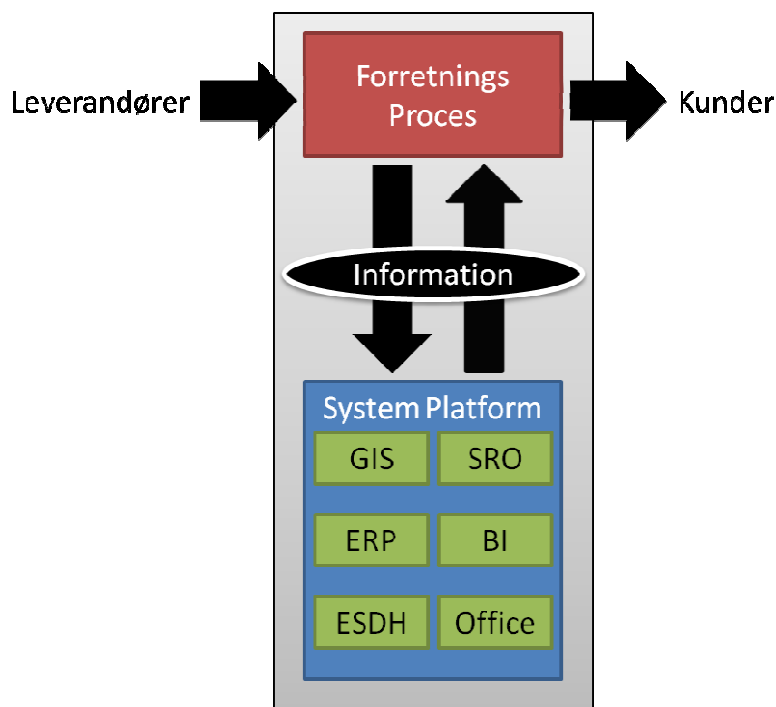 Forretnings
Proces
Leverandører
Kunder
Information
System Platform
GIS
SRO
ERP
BI
ESDH
Office